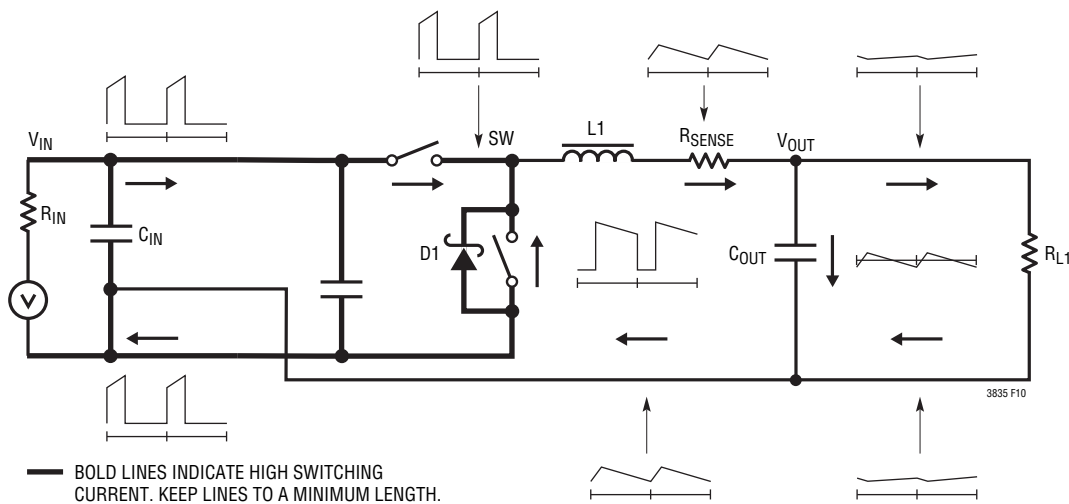 SW
L1
RSENSE
VIN
VOUT
RIN
CIN
D1
COUT
RL1
V
3835 F10
BOLD LINES INDICATE HIGH SWITCHING
CURRENT. KEEP LINES TO A MINIMUM LENGTH.